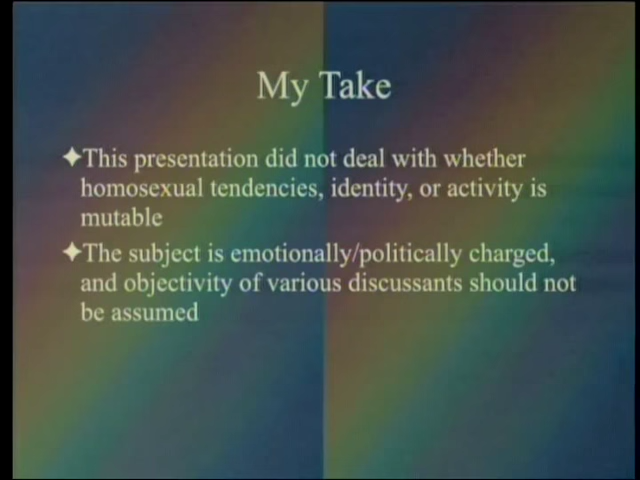 My Take
✦This presentation did not deal with whether
homosexual tendencies, identity, or activity is
mutable
✦The subject is emotionally/politically charged,
and objectivity of various discussants should not
be assumed